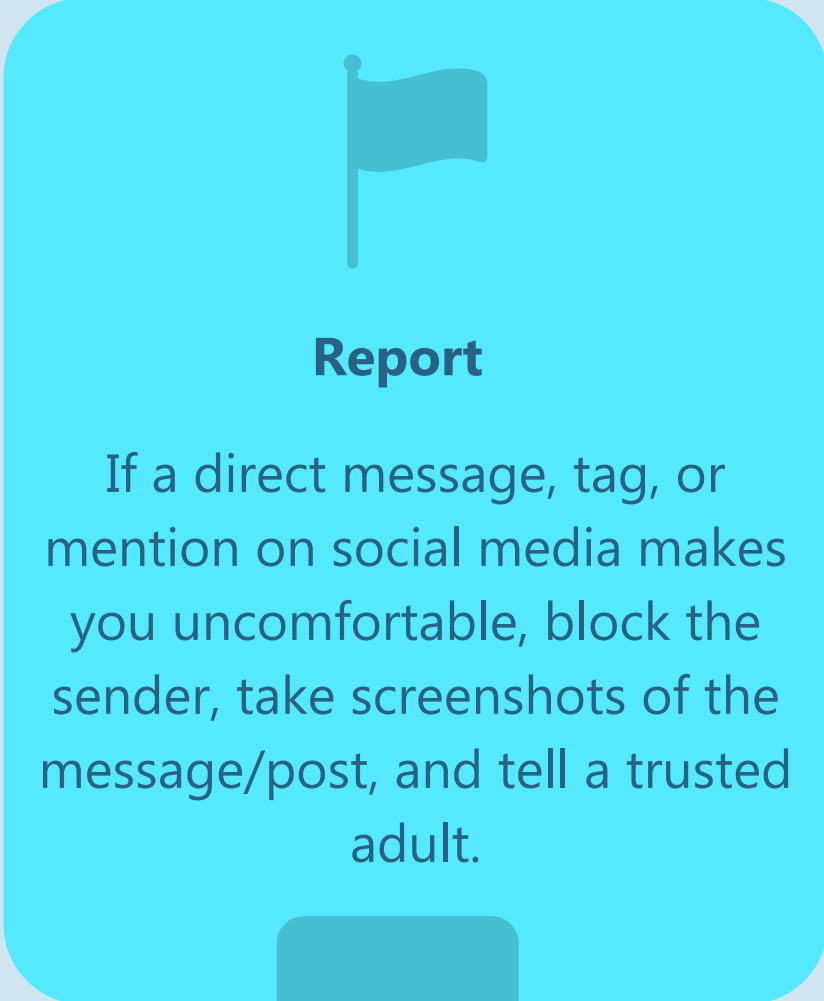 Report
If a direct message, tag, or
mention on social media makes
you uncomfortable, block the
sender, take screenshots of the
message/post, and tell a trusted
adult.